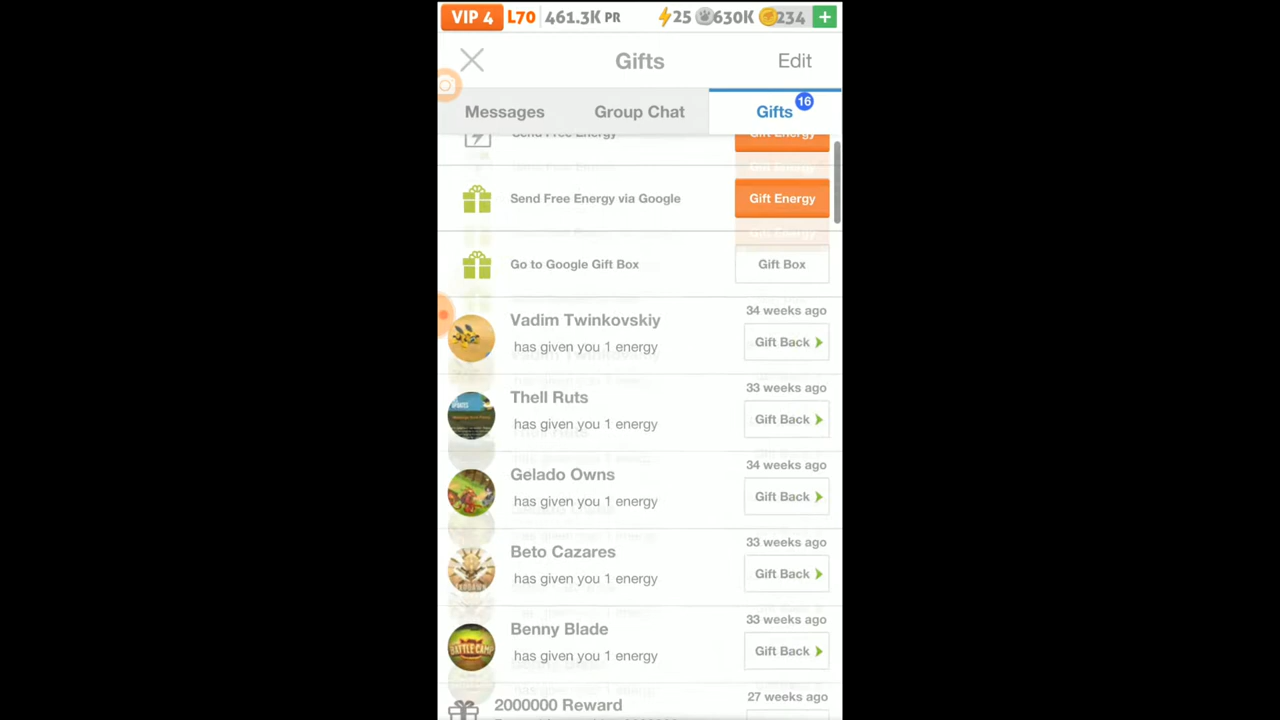 VIP 4 L70 461.3K PR 25 630K 234 +
Gifts Edit
Messages Group Chat Gifts 16
Send Free Energy Gift Energy
Send Free Energy via Google Gift Energy
Go to Google Gift Box Gift Box
34 weeks ago
Vadim Twinkovskiy
has given you 1 energy Gift Back
33 weeks ago
Thell Ruts
has given you 1 energy Gift Back
34 weeks ago
Gelado Owns
has given you 1 energy Gift Back
33 weeks ago
Beto Cazares
has given you 1 energy Gift Back
33 weeks ago
Benny Blade
has given you 1 energy Gift Back
BATTLE CAMP
27 weeks ago
2000000 Reward